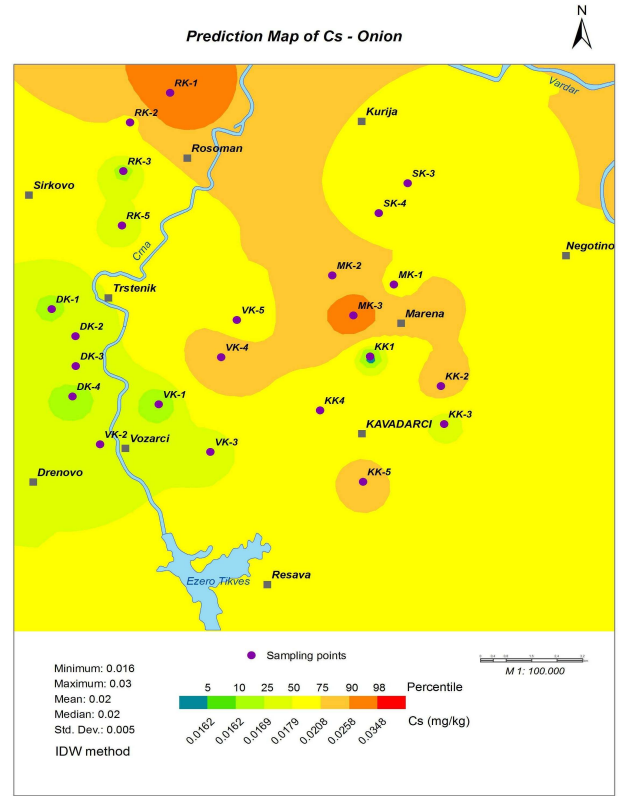 N
Prediction Map of Cs - Onion
RK-1
Vardar
Kurija
RK-2
Rosoman
RK-3
SK-3
Sirkovo
SK-4
RK-5
Crna
Negotino
MK-2
MK-1
Trstenik
DK-1
MK-3
Marena
VK-5
DK-2
KK1
VK-4
DK-3
KK-2
DK-4
VK-1
KK4
KK-3
KAVADARCI
VK-2
Vozarci
VK-3
Drenovo
KK-5
Ezero Tikves
Resava
Sampling points
M 1: 100.000
Minimum: 0.016
Maximum: 0.03
Mean: 0.02
Median: 0.02
Std. Dev.: 0.005
IDW method
5 10 25 50 75 90 98 Percentile
0.0162 0.0162 0.0169 0.0179 0.0208 0.0258 0.0348 Cs (mg/kg)